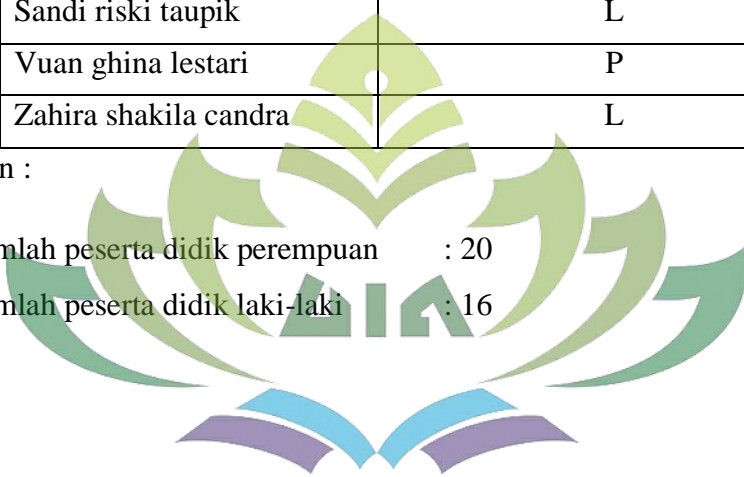 Sandi riski taupik L
Vuan ghina lestari P
Zahira shakila candra L
n :
mlah peserta didik perempuan : 20
mlah peserta didik laki-laki : 16
UIN